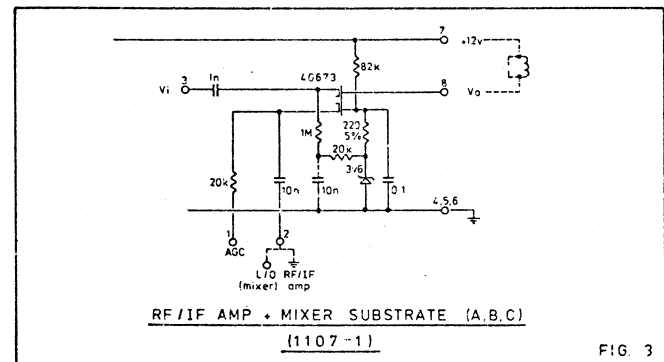 7
+12v
82k
3
1n
40673
8
Vi
Vo
1M
220
5%
20k
3V6
20k
10n
10n
0.1
4,5,6
1
AGC
2
L/O RF/IF
(mixer) amp
RF/IF AMP + MIXER SUBSTRATE (A,B,C)
(1107-1)
FIG. 3